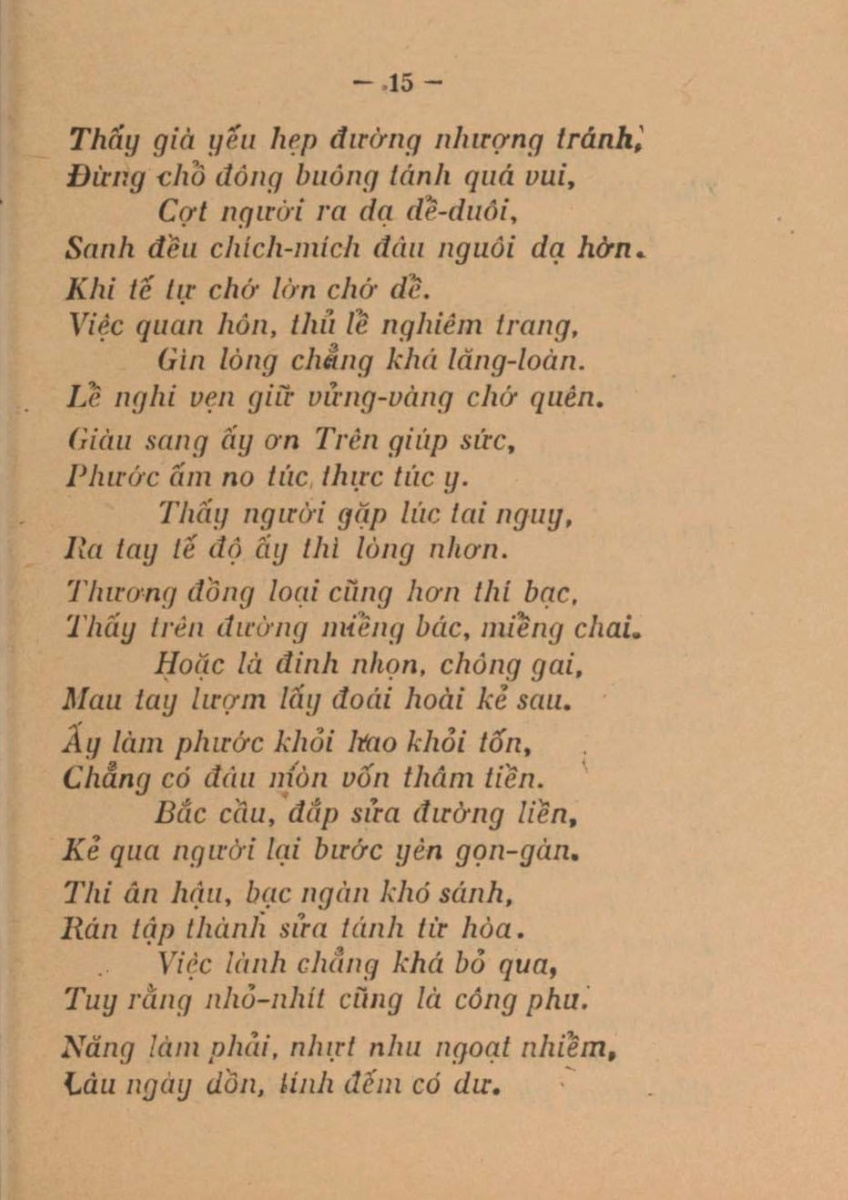 — 15 —
Thấy già yếu hẹp đường nhượng tránh,
Đừng chỗ đông buông tánh quá vui,
Cợt người ra dạ dề-duôi,
Sanh đều chích-mích đâu nguôi dạ hờn.
Khi tế tự chớ lờn chớ dề.
Việc quan hôn, thủ lề nghiêm trang,
Gìn lòng chẳng khá lăng-loàn.
Lề nghi vẹn giữ vửng-vàng chớ quên.
Giàu sang ấy ơn Trên giúp sức,
Phước ấm no túc thực túc y.
Thấy người gặp lúc tai nguy,
Ra tay tế độ ấy thì lòng nhơn.
Thương đồng loại cũng hơn thí bạc,
Thấy trên đường miềng bác, miềng chai.
Hoặc là đinh nhọn, chông gai,
Mau tay lượm lấy đoái hoài kẻ sau.
Ấy làm phước khỏi hao khỏi tốn,
Chẳng có đâu mòn vốn thâm tiền.
Bắc cầu, đắp sửa đường liền,
Kẻ qua người lại bước yên gọn-gàn.
Thi ân hậu, bạc ngàn khó sánh,
Rán tập thành sửa tánh từ hòa.
Việc lành chẳng khá bỏ qua,
Tuy rằng nhỏ-nhít cũng là công phu.
Năng làm phải, nhựt nhu ngoạt nhiềm,
Lâu ngày dồn, tính đếm có dư.